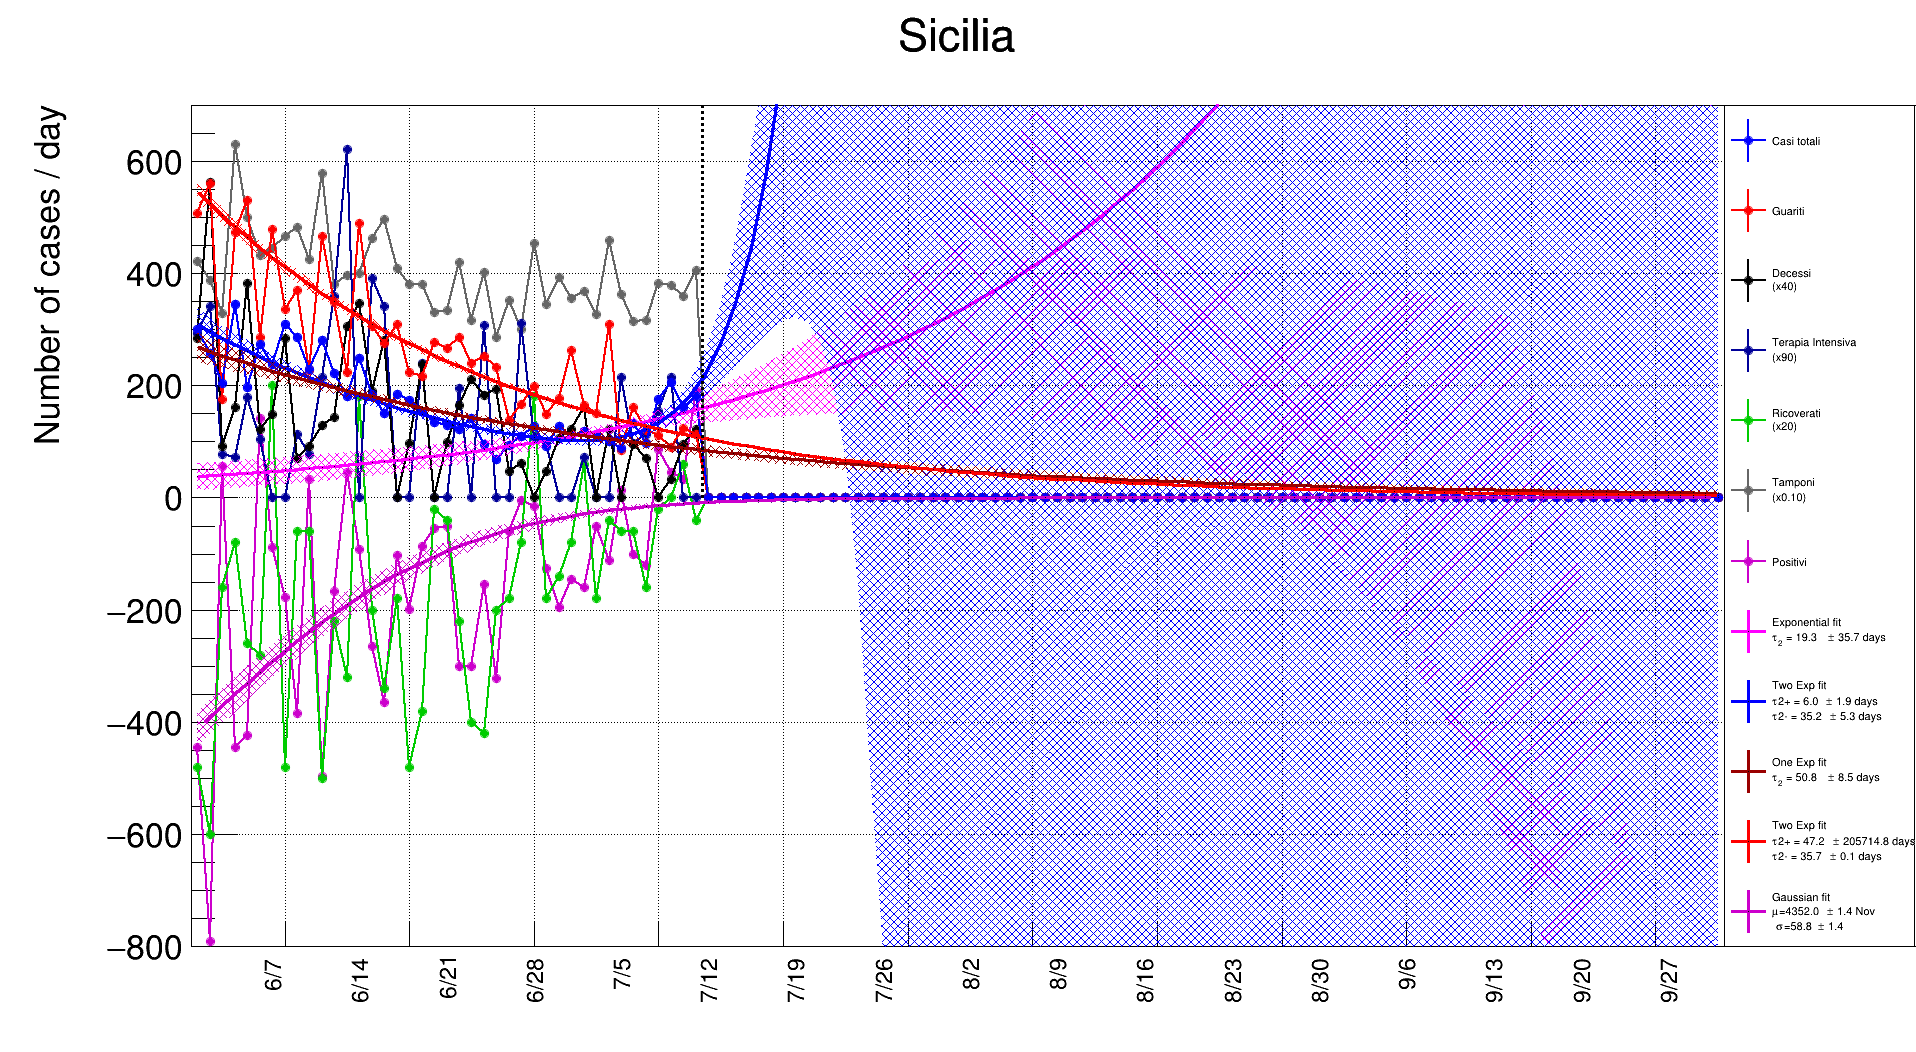 Sicilia
Number of cases / day
600
400
200
0
−200
−400
−600
−800
6/7
6/14
6/21
6/28
7/5
7/12
7/19
7/26
8/2
8/9
8/16
8/23
8/30
9/6
9/13
9/20
9/27
Casi totali
Guariti
Decessi
(x40)
Terapia Intensiva
(x90)
Ricoverati
(x20)
Tamponi
(x0.10)
Positivi
Exponential fit
τ2 = 19.3 ± 35.7 days
Two Exp fit
τ2+ = 6.0 ± 1.9 days
τ2- = 35.2 ± 5.3 days
One Exp fit
τ2 = 50.8 ± 8.5 days
Two Exp fit
τ2+ = 47.2 ± 205714.8 days
τ2- = 35.7 ± 0.1 days
Gaussian fit
μ=4352.0 ± 1.4 Nov
σ=58.8 ± 1.4